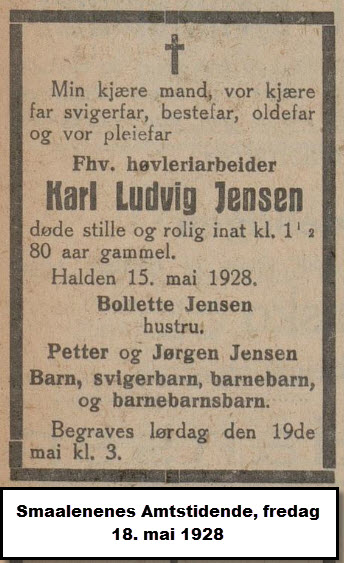 Min kjære mand, vor kjære
far svigerfar, bestefar, oldefar
og vor pleiefar
Fhv. høvleriarbeider
Karl Ludvig Jensen
døde stille og rolig inat kl. 1 1/2
80 aar gammel.
Halden 15. mai 1928.
Bollette Jensen
hustru.
Petter og Jørgen Jensen
Barn, svigerbarn, barnebarn,
og barnebarnsbarn.
Begraves lørdag den 19de
mai kl. 3.
Smaalenenes Amtstidende, fredag
18. mai 1928